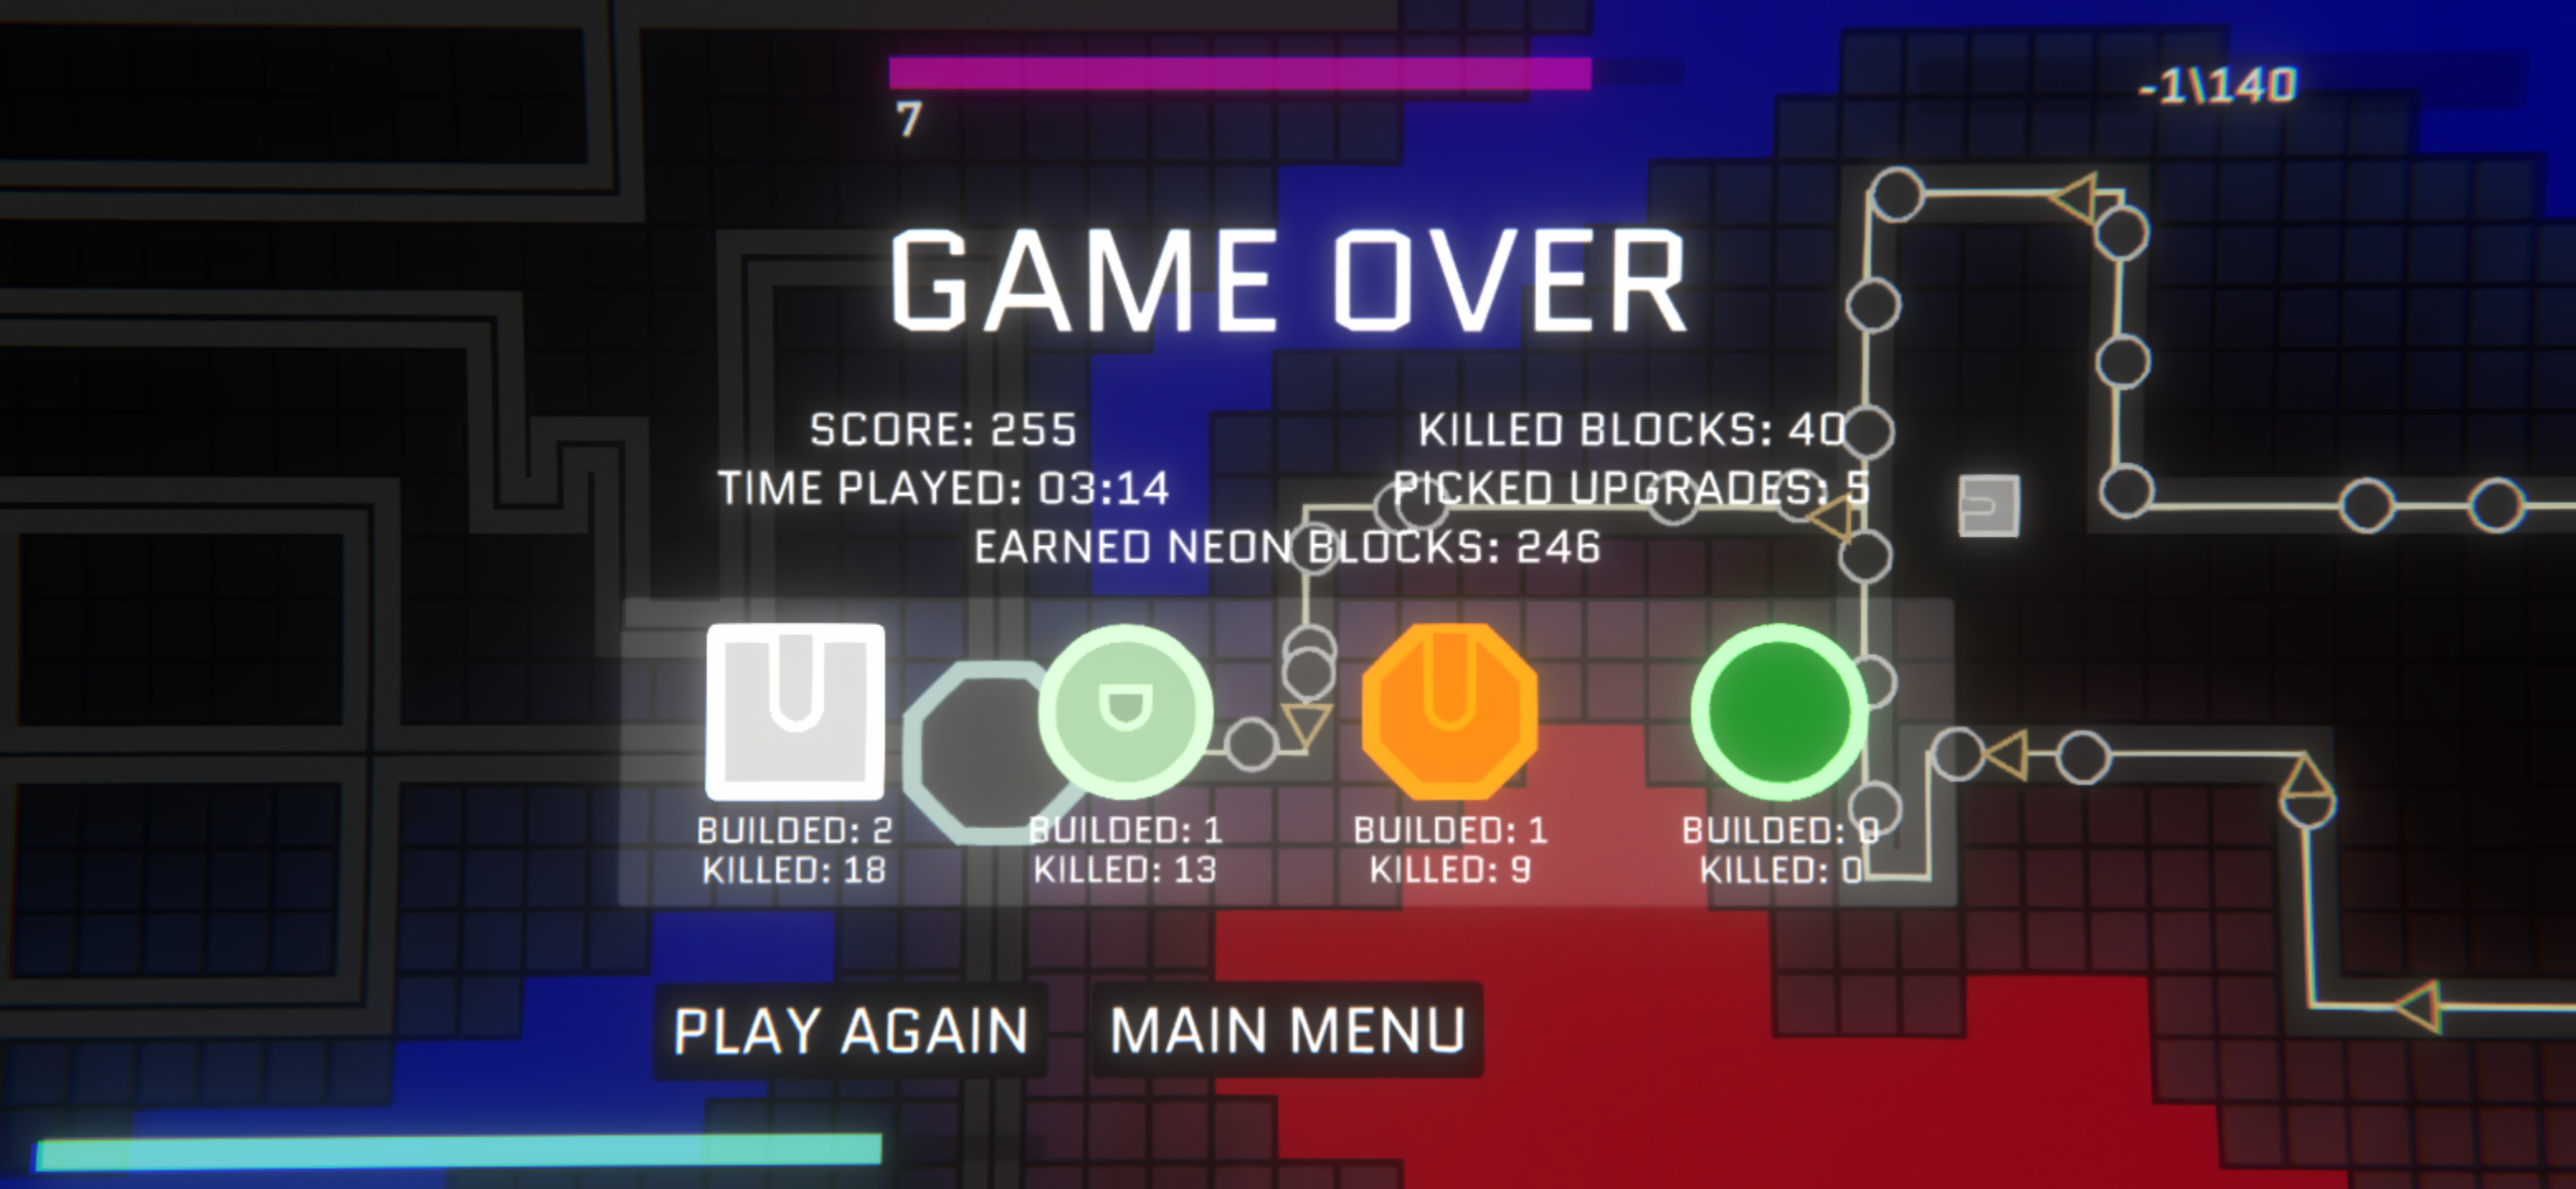 -1\140
7
GAME OVER
SCORE: 255
KILLED BLOCKS: 40
TIME PLAYED: 03:14
PICKED UPGRADES: 5
EARNED NEON BLOCKS: 246
BUILDED: 2
KILLED: 18
BUILDED: 1
KILLED: 13
BUILDED: 1
KILLED: 9
BUILDED: 0
KILLED: 0
PLAY AGAIN
MAIN MENU